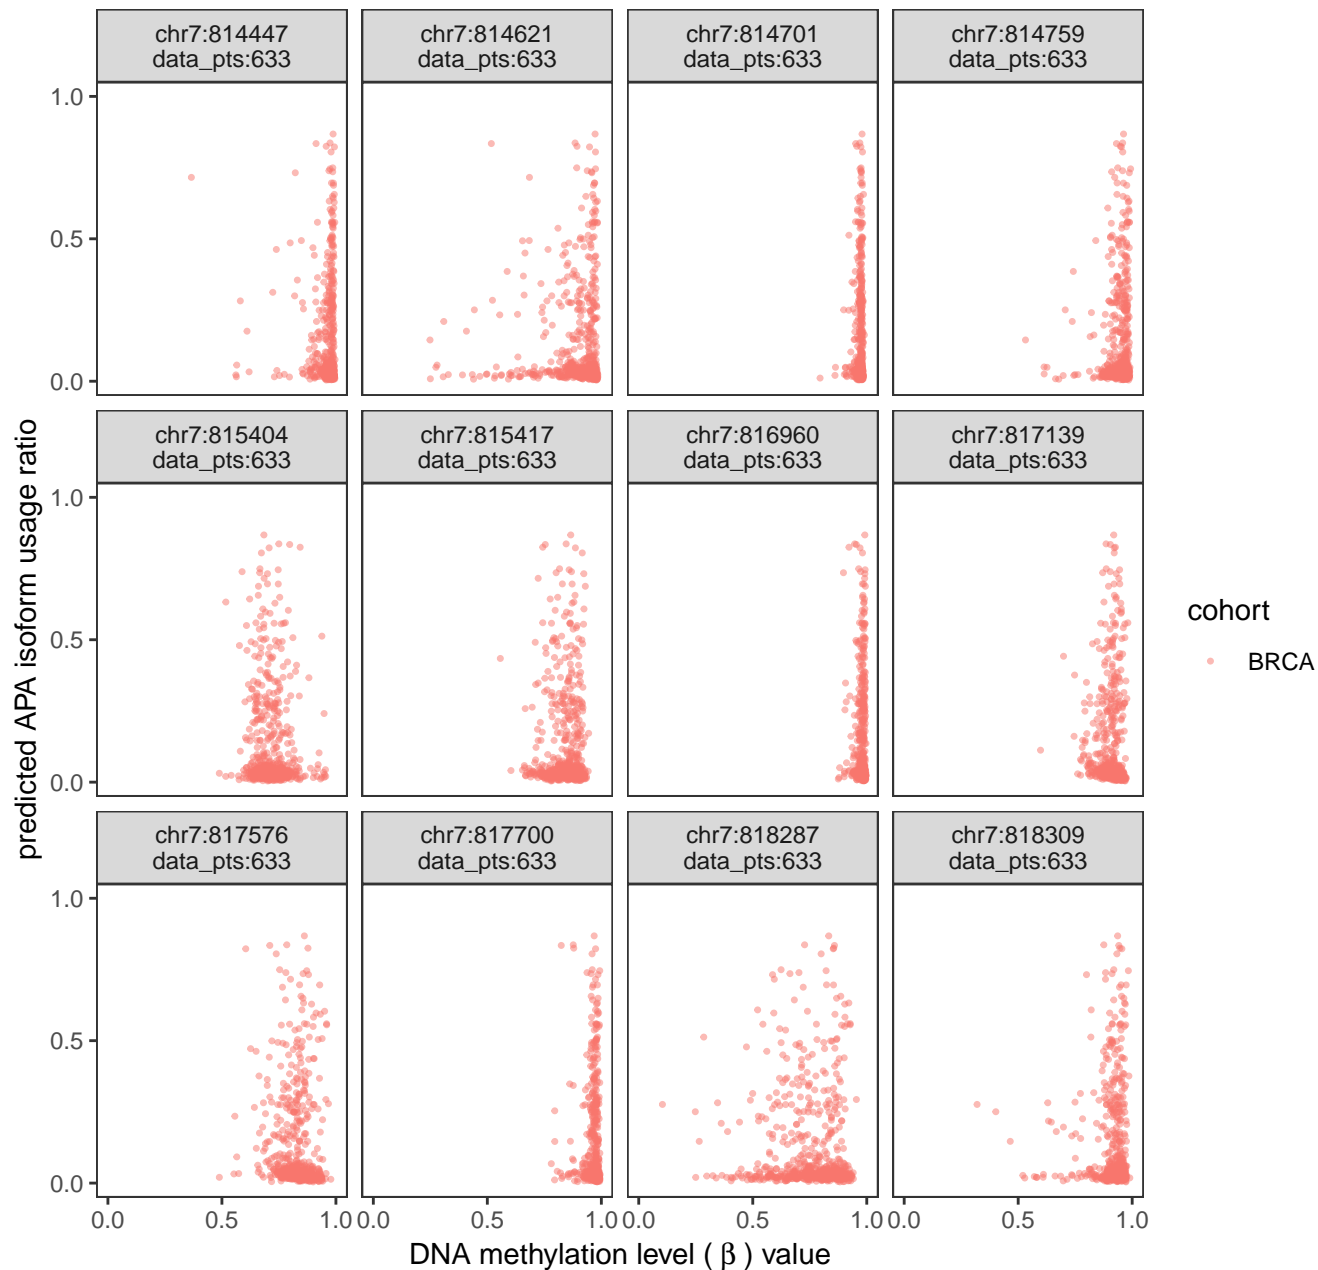 chr7:814447
data_pts:633
chr7:814621
data_pts:633
chr7:814701
data_pts:633
chr7:814759
data_pts:633
1.0
0.5
0.0
chr7:815404
data_pts:633
chr7:815417
data_pts:633
chr7:816960
data_pts:633
chr7:817139
data_pts:633
1.0
0.5
0.0
chr7:817576
data_pts:633
chr7:817700
data_pts:633
chr7:818287
data_pts:633
chr7:818309
data_pts:633
1.0
0.5
0.0
0.0 0.5 1.0 0.0 0.5 1.0 0.0 0.5 1.0 0.0 0.5 1.0
DNA methylation level ( β ) value
predicted APA isoform usage ratio
cohort
BRCA